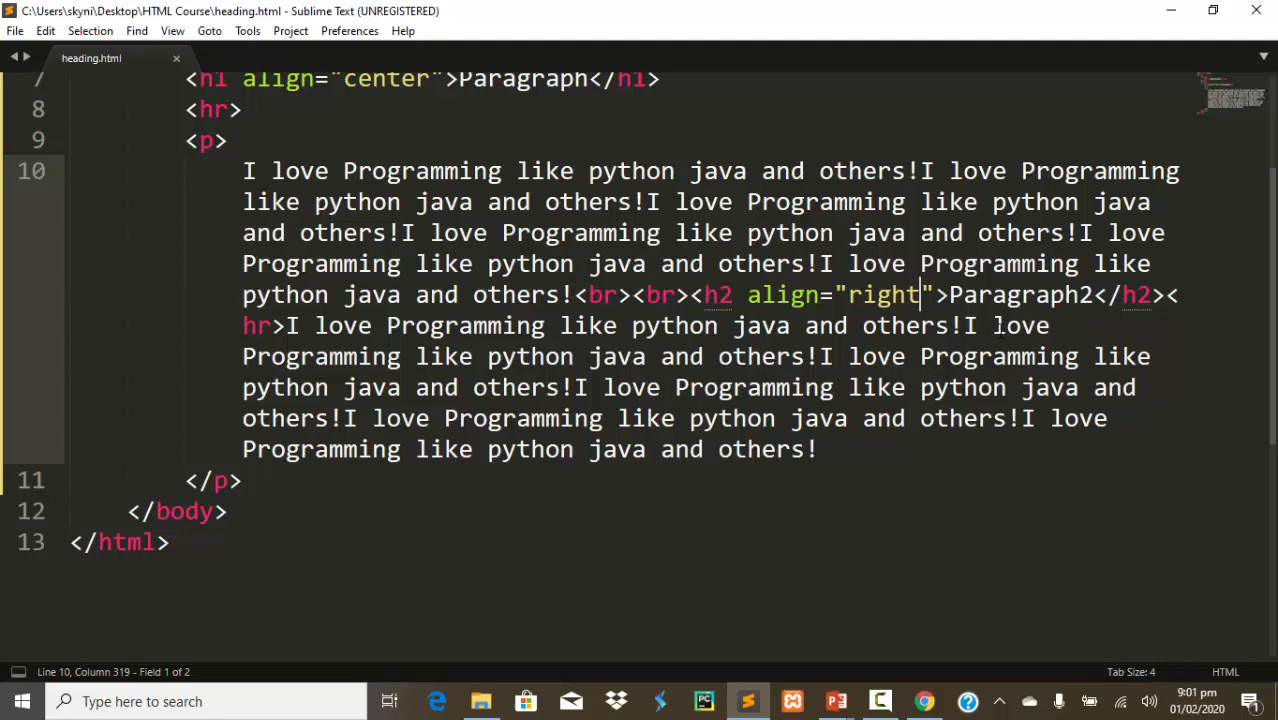 C:\Users\skyni\Desktop\HTML Course\heading.html - Sublime Text (UNREGISTERED)
File Edit Selection Find View Goto Tools Project Preferences Help
heading.html
7 <h1 align="center">Paragraph</h1>
8 <hr>
9 <p>
10 I love Programming like python java and others!I love Programming
like python java and others!I love Programming like python java
and others!I love Programming like python java and others!I love
Programming like python java and others!I love Programming like
python java and others!<br><br><h2 align="right">Paragraph2</h2><
hr>I love Programming like python java and others!I love
Programming like python java and others!I love Programming like
python java and others!I love Programming like python java and
others!I love Programming like python java and others!I love
Programming like python java and others!
11 </p>
12 </body>
13 </html>
Line 10, Column 319 - Field 1 of 2
Tab Size: 4
HTML
Type here to search
9:01 pm
01/02/2020